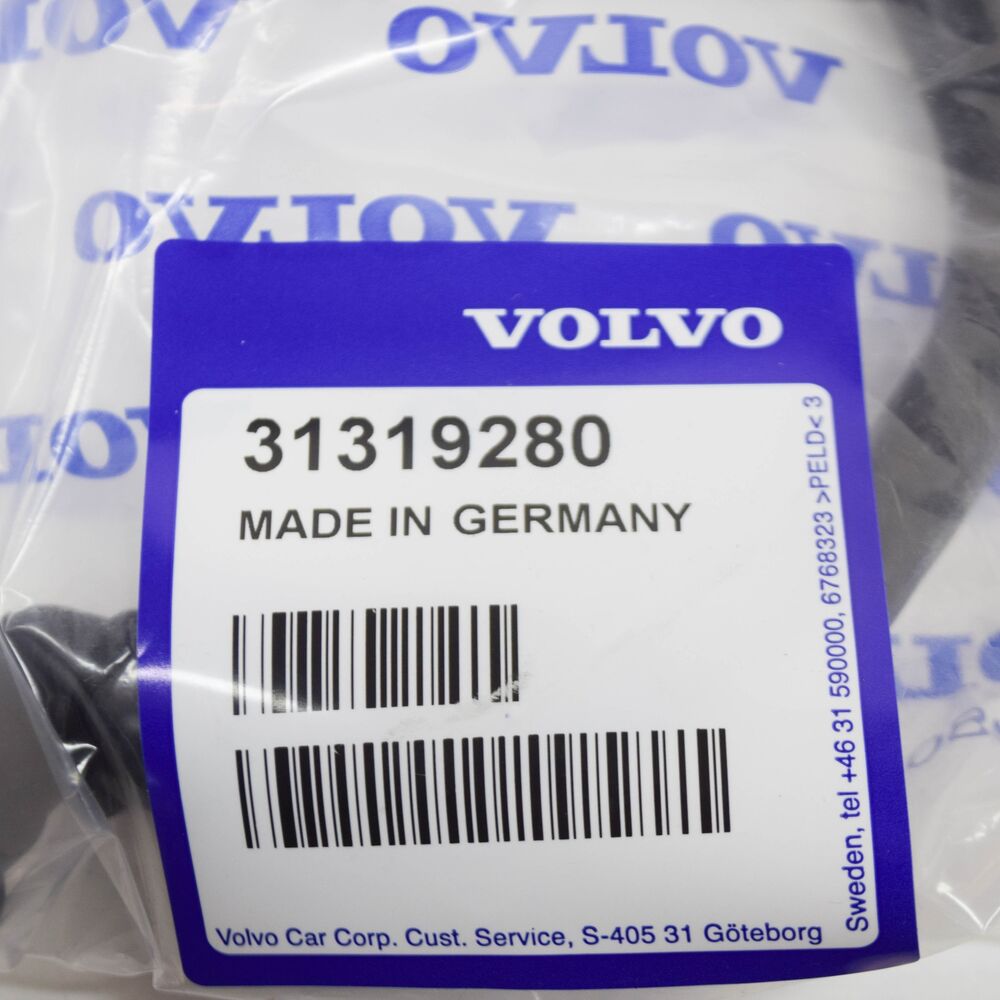 VOLVO
VOLVO
VOLVO
31319280
MADE IN GERMANY
Volvo Car Corp. Cust. Service, S-405 31 Göteborg
Sweden, tel +46 31 590000, 6768323 >PELD< 3